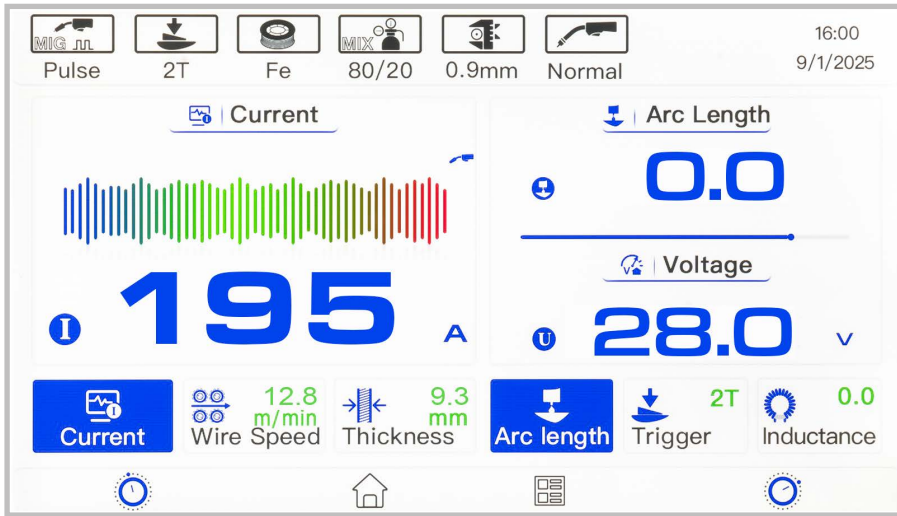 MIG
MIX
Pulse 2T Fe 80/20 0.9mm Normal
16:00
9/1/2025
Current
Arc Length
0.0
Voltage
I 195 A
U 28.0 V
Current
12.8
m/min
Wire Speed
9.3
mm
Thickness
Arc length
2T
Trigger
0.0
Inductance